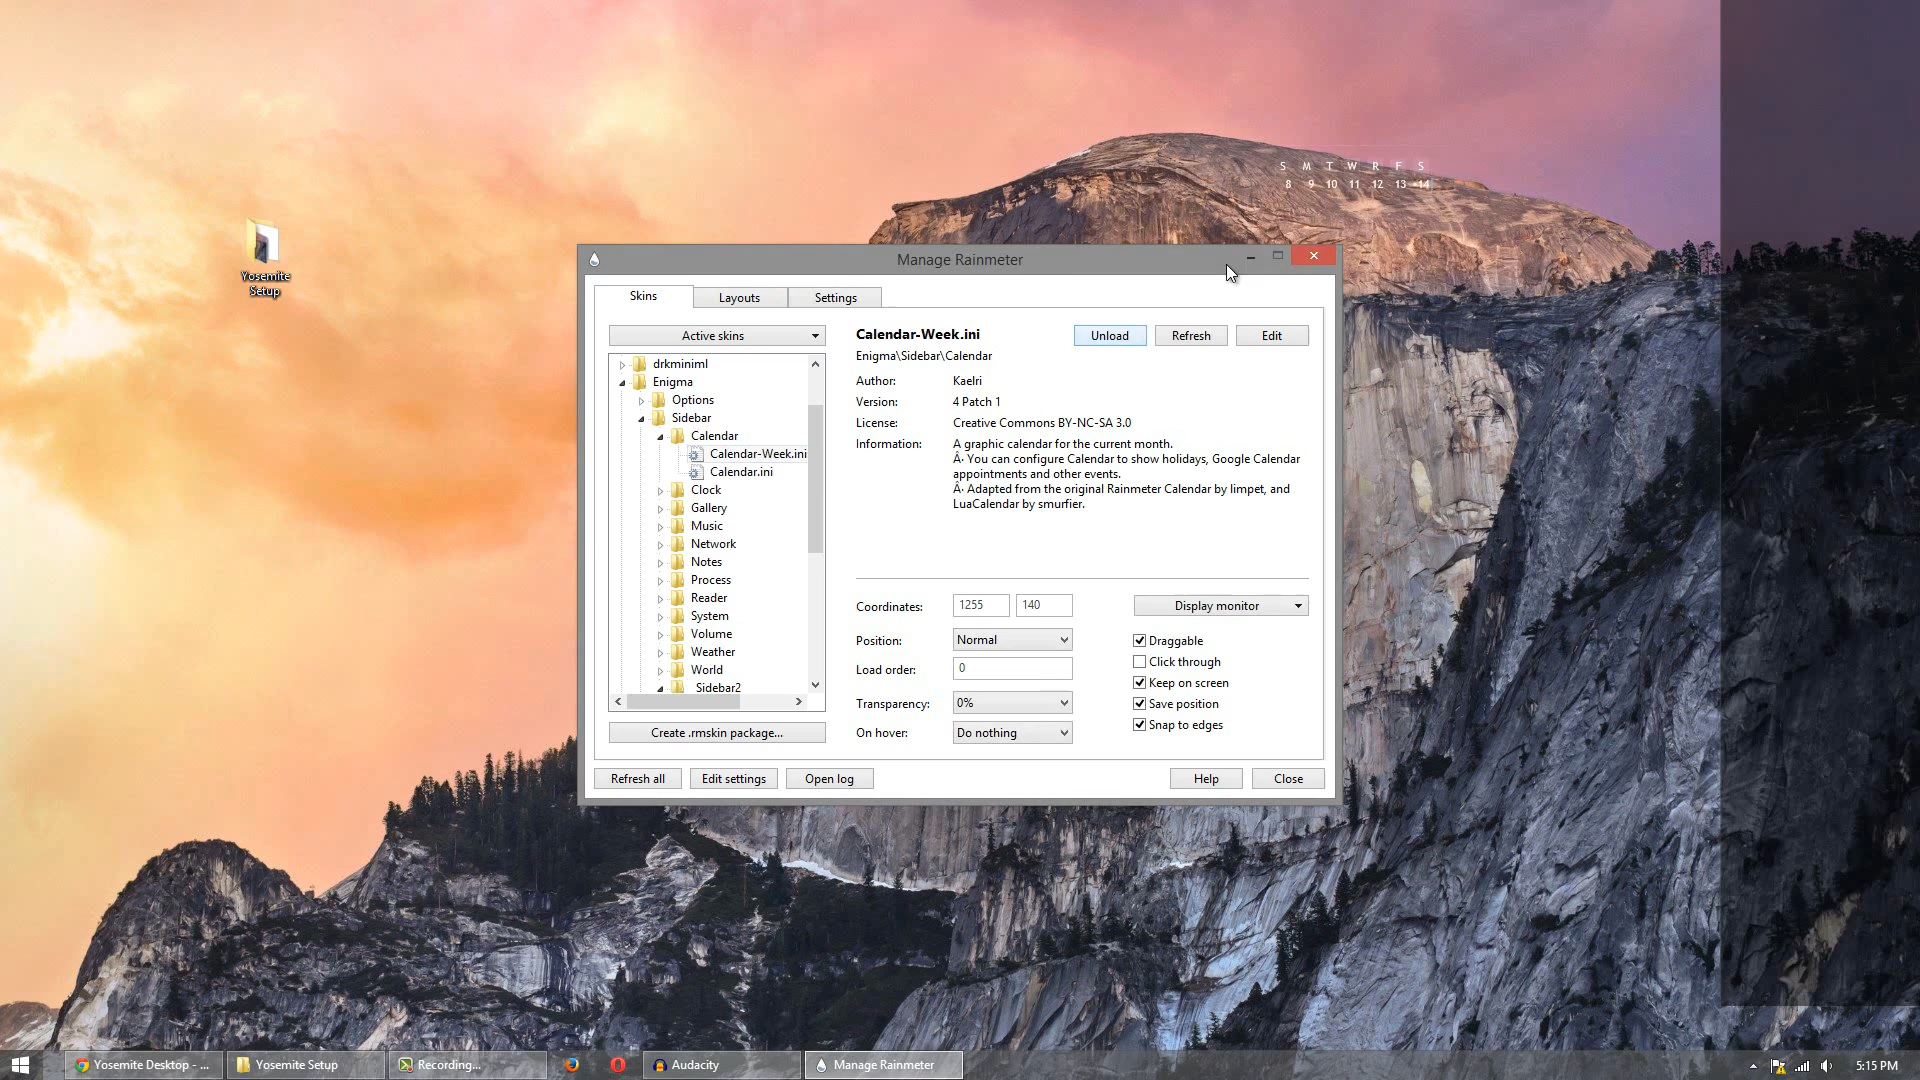 S M T W R F S
8 9 10 11 12 13 14
Yosemite
Setup
Manage Rainmeter
Skins
Layouts
Settings
Active skins
drkminiml
Enigma
Options
Sidebar
Calendar
Calendar-Week.ini
Calendar.ini
Clock
Gallery
Music
Network
Notes
Process
Reader
System
Volume
Weather
World
Sidebar2
Create .rmskin package...
Calendar-Week.ini
Unload
Refresh
Edit
Enigma\Sidebar\Calendar
Author: Kaelri
Version: 4 Patch 1
License: Creative Commons BY-NC-SA 3.0
Information: A graphic calendar for the current month.
Â· You can configure Calendar to show holidays, Google Calendar
appointments and other events.
Â· Adapted from the original Rainmeter Calendar by limpet, and
LuaCalendar by smurfier.
Coordinates: 1255 140
Display monitor
Position: Normal
Load order: 0
Transparency: 0%
On hover: Do nothing
Draggable
Click through
Keep on screen
Save position
Snap to edges
Refresh all
Edit settings
Open log
Help
Close
Yosemite Desktop - ...
Yosemite Setup
Recording...
Audacity
Manage Rainmeter
5:15 PM